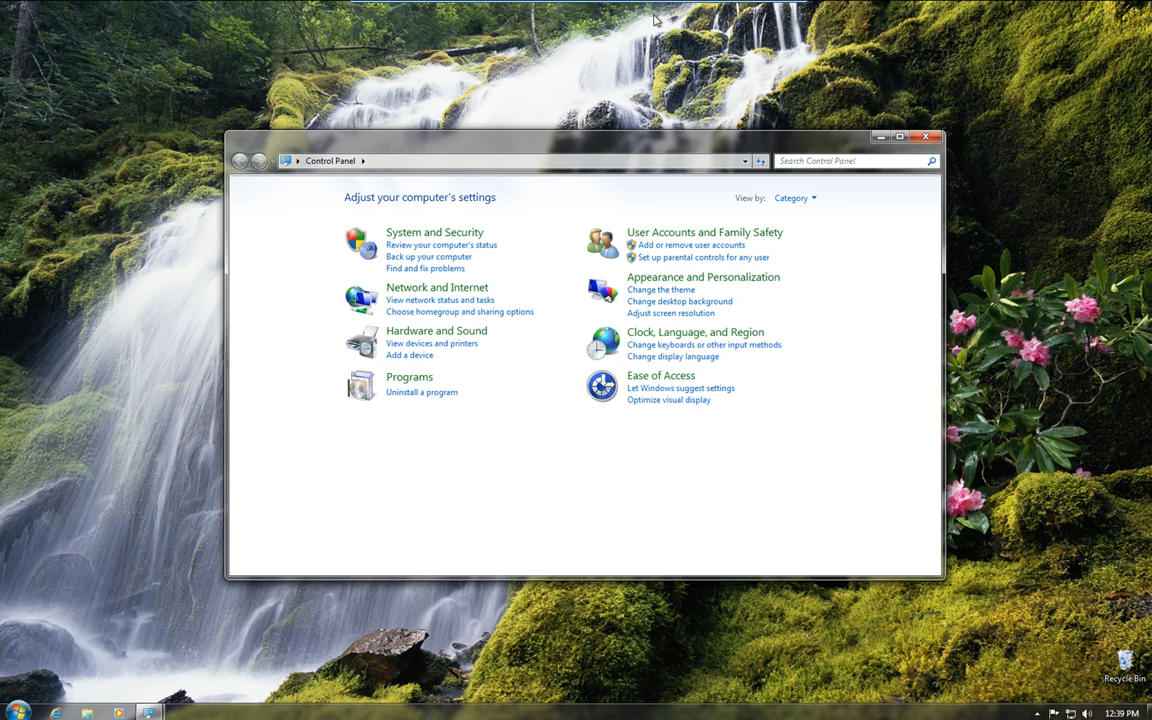 Control Panel
Search Control Panel
Adjust your computer's settings
View by: Category
System and Security
Review your computer's status
Back up your computer
Find and fix problems
Network and Internet
View network status and tasks
Choose homegroup and sharing options
Hardware and Sound
View devices and printers
Add a device
Programs
Uninstall a program
User Accounts and Family Safety
Add or remove user accounts
Set up parental controls for any user
Appearance and Personalization
Change the theme
Change desktop background
Adjust screen resolution
Clock, Language, and Region
Change keyboards or other input methods
Change display language
Ease of Access
Let Windows suggest settings
Optimize visual display
Recycle Bin
12:39 PM